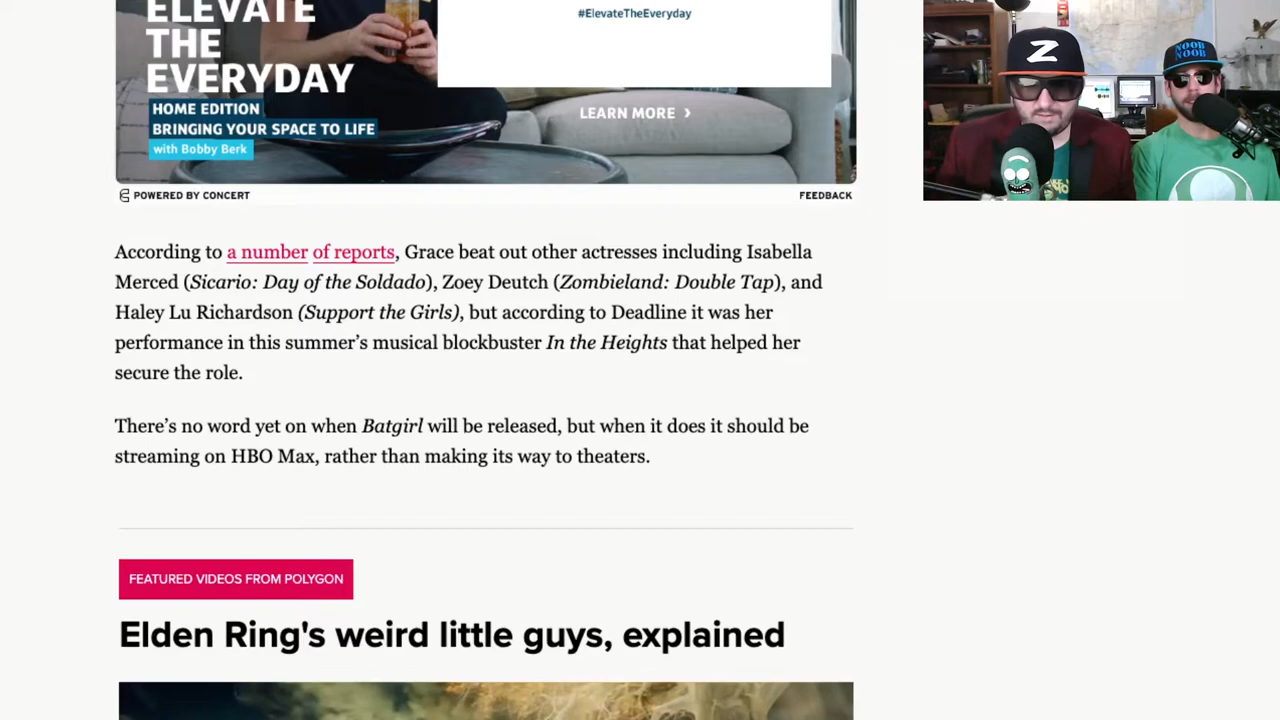 ELEVATE
THE
EVERYDAY
HOME EDITION
BRINGING YOUR SPACE TO LIFE
with Bobby Berk
#ElevateTheEveryday
LEARN MORE ›
POWERED BY CONCERT
FEEDBACK
Z
NOOB
NOOB
According to a number of reports, Grace beat out other actresses including Isabella
Merced (Sicario: Day of the Soldado), Zoey Deutch (Zombieland: Double Tap), and
Haley Lu Richardson (Support the Girls), but according to Deadline it was her
performance in this summer’s musical blockbuster In the Heights that helped her
secure the role.
There’s no word yet on when Batgirl will be released, but when it does it should be
streaming on HBO Max, rather than making its way to theaters.
FEATURED VIDEOS FROM POLYGON
Elden Ring's weird little guys, explained